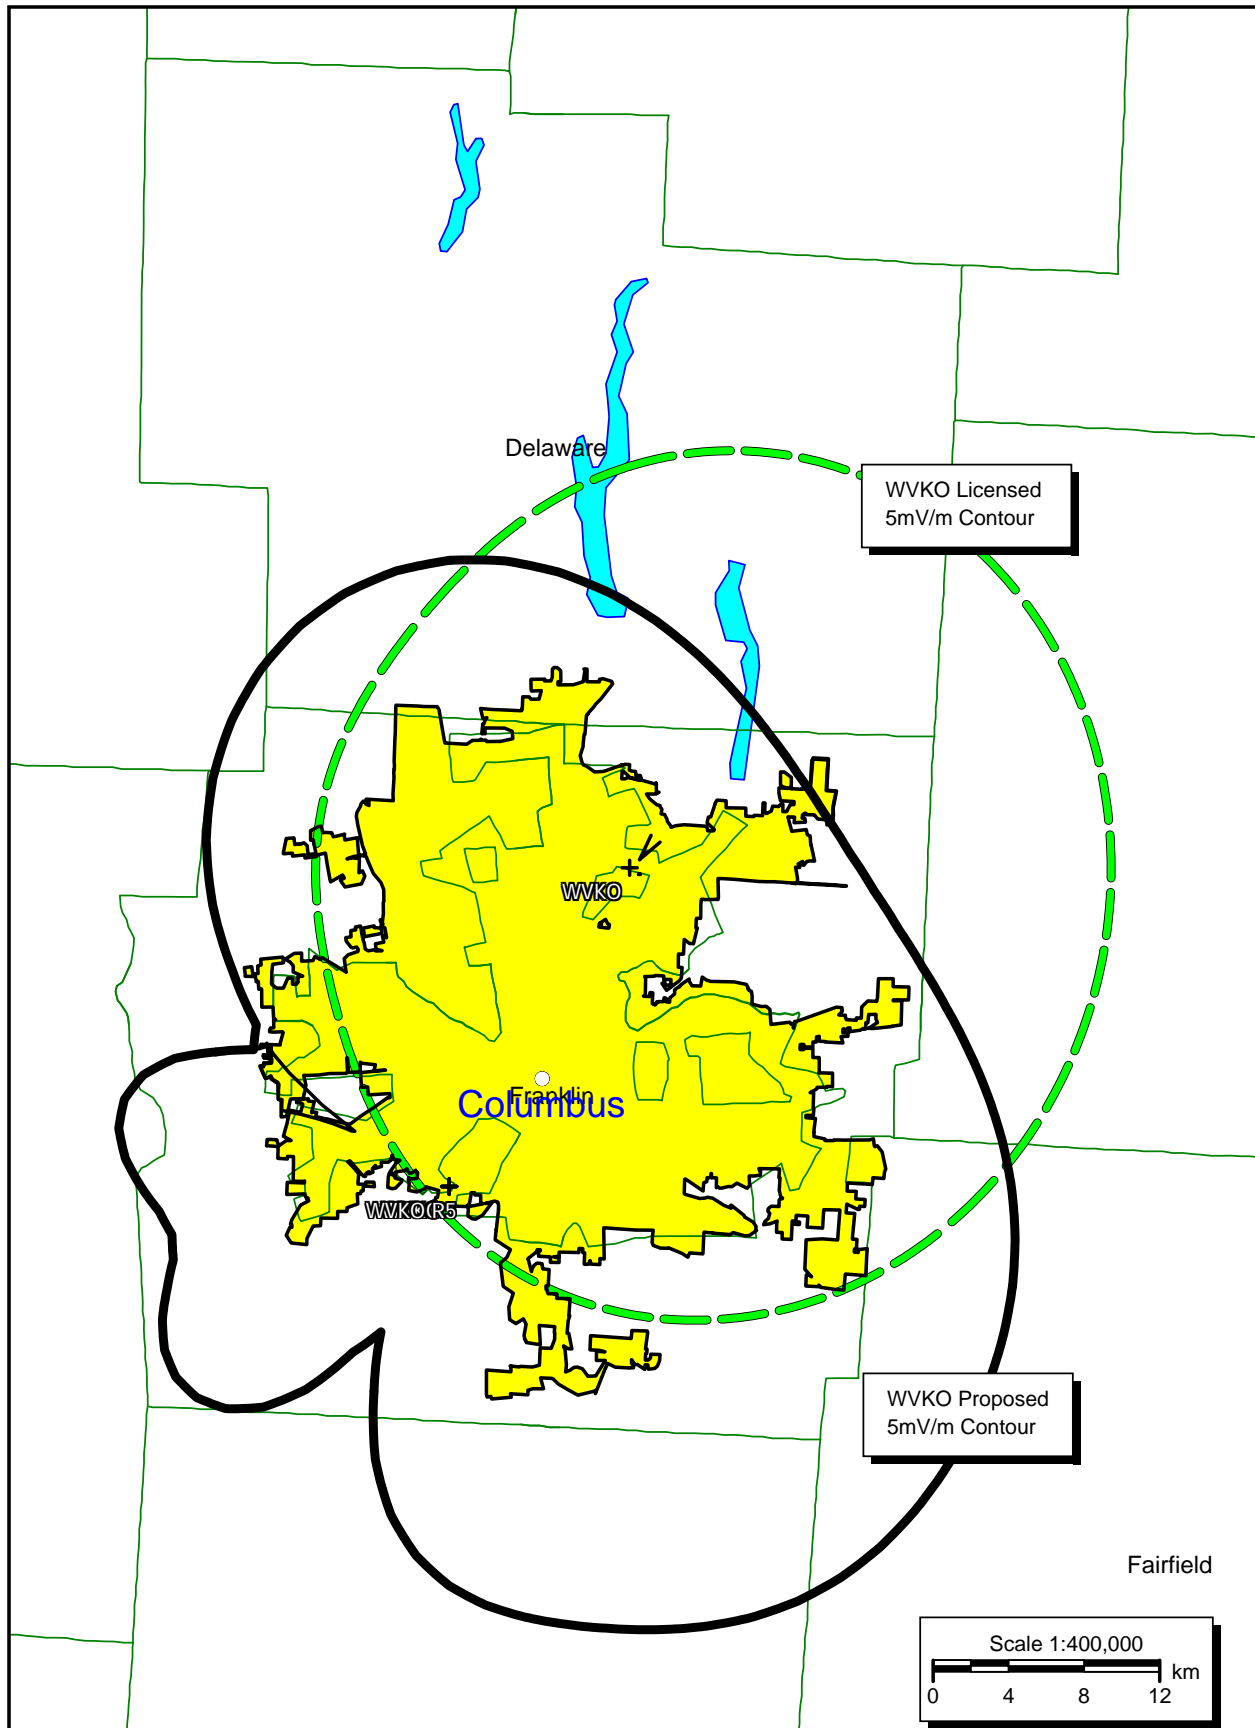 Delaware
WVKO Licensed
5mV/m Contour
WVKO
Franklin
Columbus
WVKO
WVKO Proposed
5mV/m Contour
Fairfield
Scale 1:400,000
km
0 4 8 12